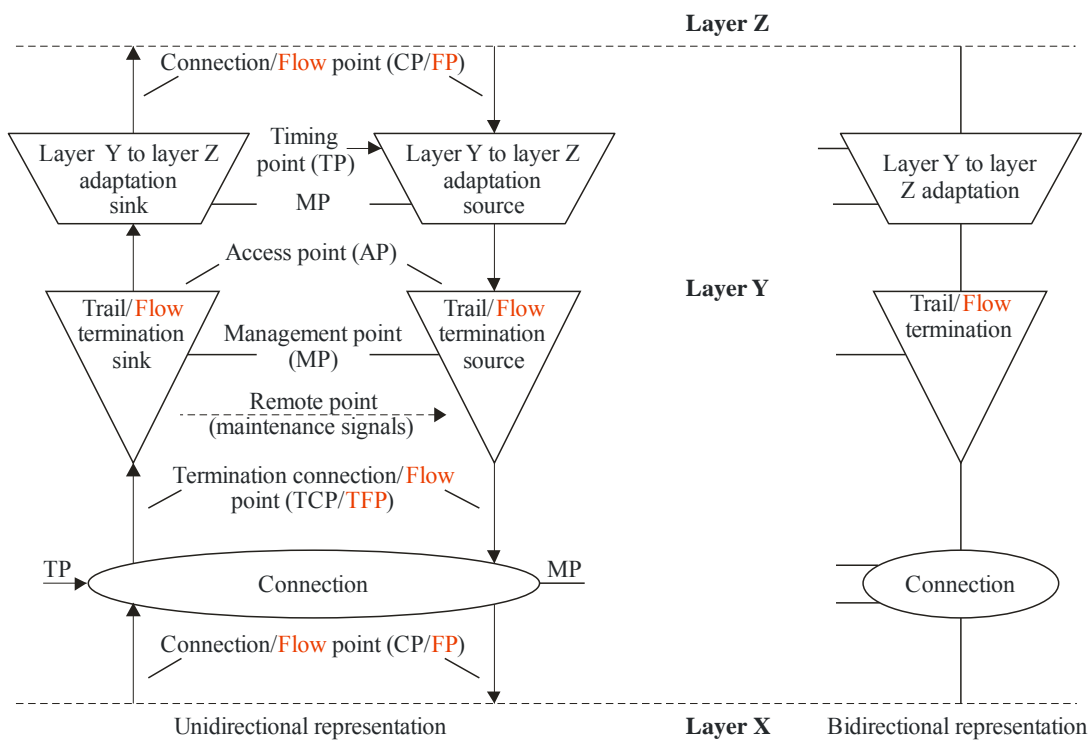 Layer Z
Connection/Flow point (CP/FP)
Layer Y to layer Z
adaptation
sink
Timing
point (TP)
MP
Layer Y to layer Z
adaptation
source
Layer Y to layer
Z adaptation
Access point (AP)
Layer Y
Trail/Flow
termination
sink
Management point
(MP)
Trail/Flow
termination
source
Trail/Flow
termination
Remote point
(maintenance signals)
Termination connection/Flow
point (TCP/TFP)
TP
Connection
MP
Connection
Connection/Flow point (CP/FP)
Unidirectional representation
Layer X
Bidirectional representation